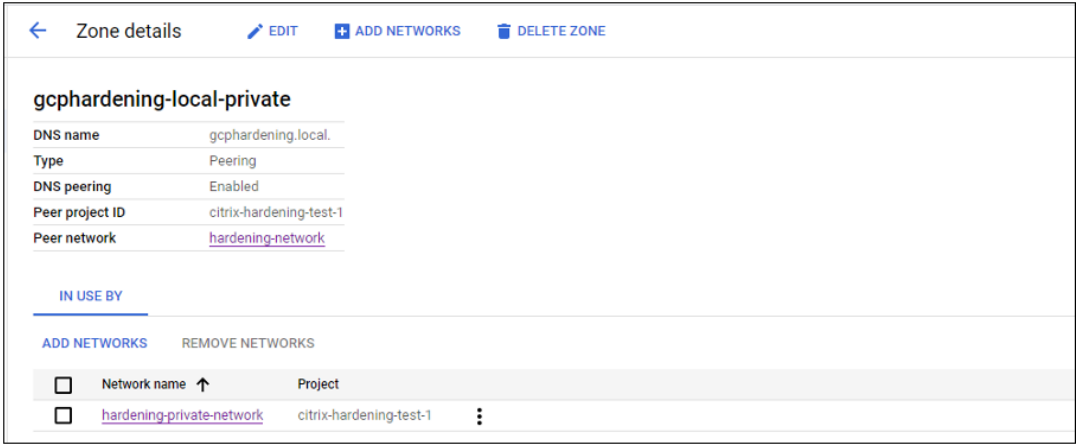 Zone details EDIT ADD NETWORKS DELETE ZONE
gcphardening-local-private
DNS name gcphardening.local.
Type Peering
DNS peering Enabled
Peer project ID citrix-hardening-test-1
Peer network hardening-network
IN USE BY
ADD NETWORKS REMOVE NETWORKS
Network name Project
hardening-private-network citrix-hardening-test-1